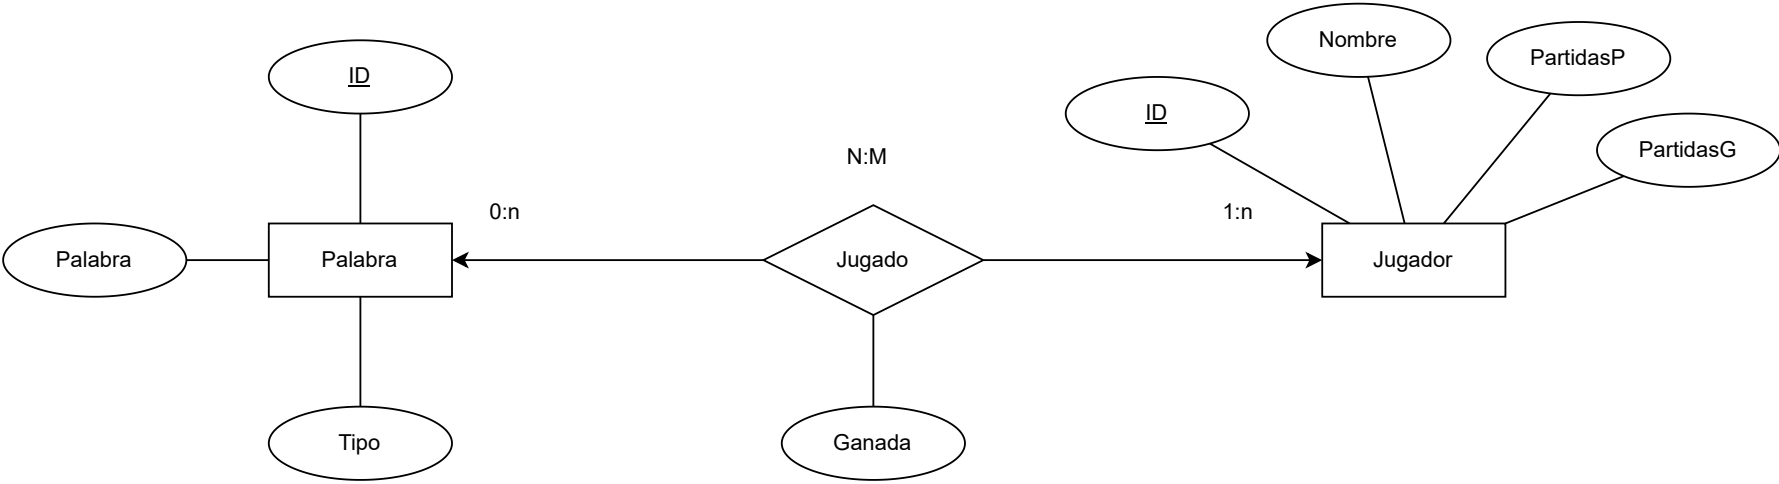 Nombre
PartidasP
ID
ID
PartidasG
N:M
0:n
1:n
Palabra
Palabra
Jugado
Jugador
Tipo
Ganada